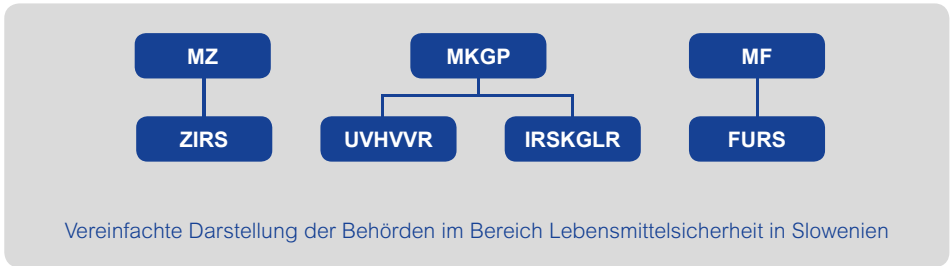 MZ MKGP MF
ZIRS UVHVVR IRSKGLR FURS
Vereinfachte Darstellung der Behörden im Bereich Lebensmittelsicherheit in Slowenien